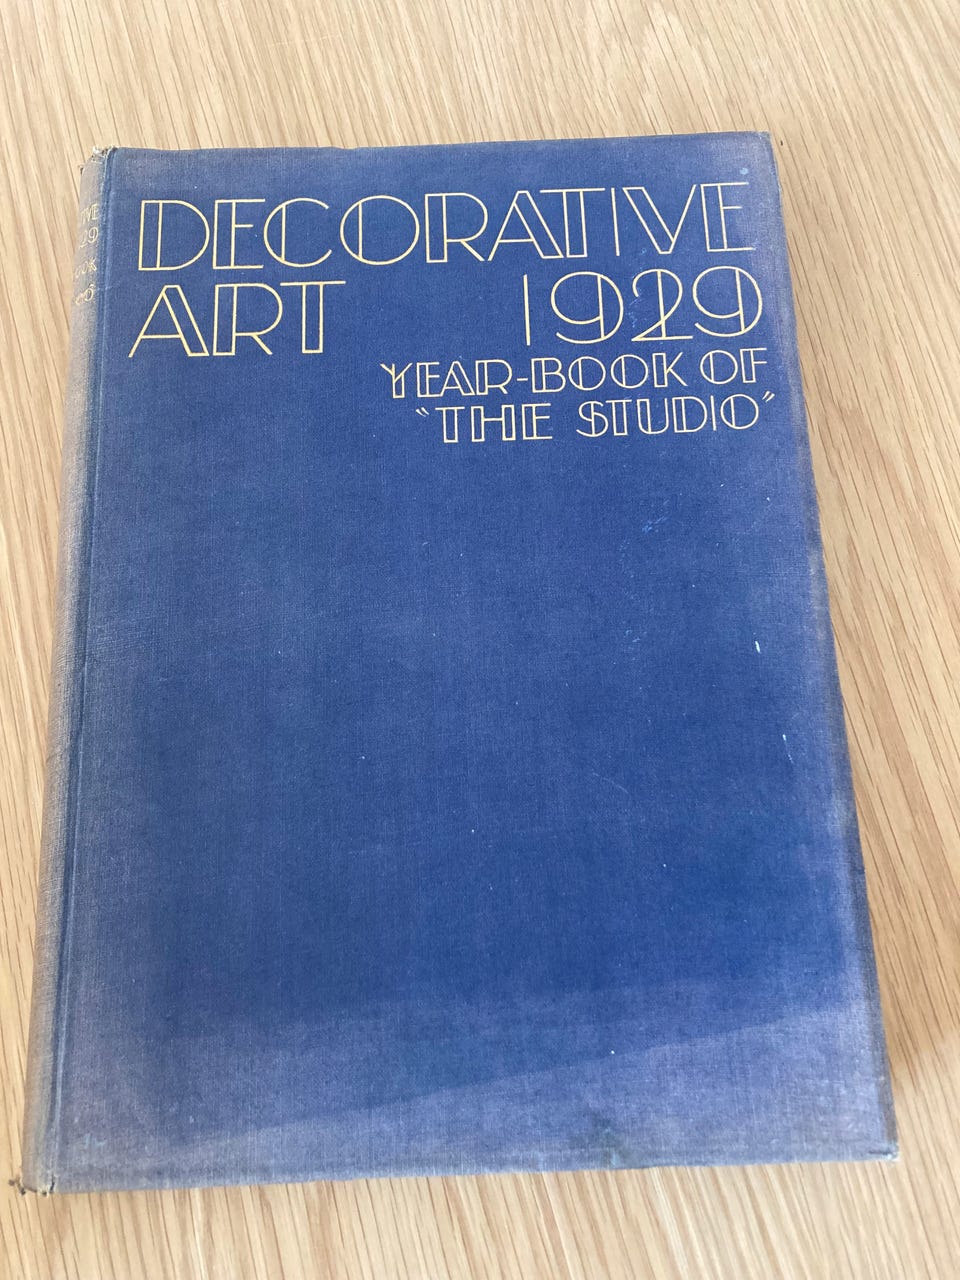 DECORATIVE
ART 1929
YEAR-BOOK OF
“THE STUDIO”